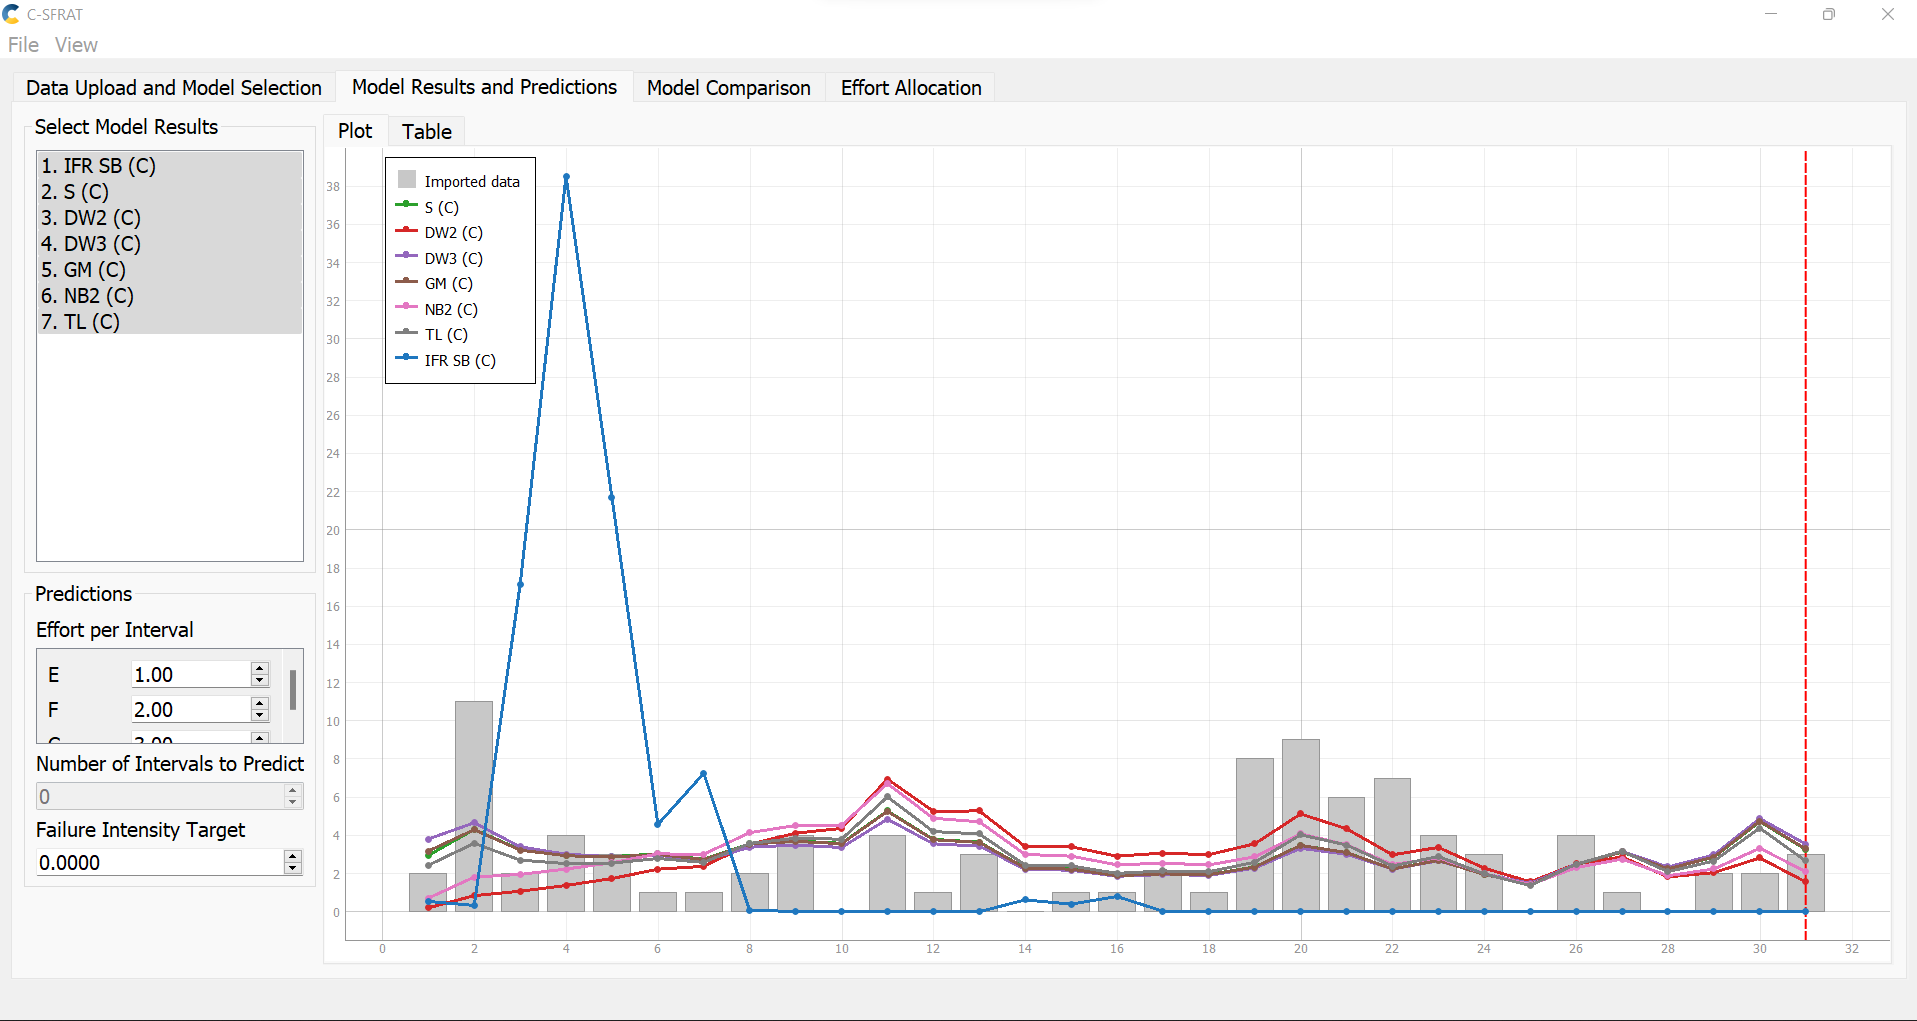 C-SFRAT
File View
Data Upload and Model Selection Model Results and Predictions Model Comparison Effort Allocation
Select Model Results
1. IFR SB (C)
2. S (C)
3. DW2 (C)
4. DW3 (C)
5. GM (C)
6. NB2 (C)
7. TL (C)
Predictions
Effort per Interval
E 1.00
F 2.00
Number of Intervals to Predict
0
Failure Intensity Target
0.0000
Plot Table
Imported data
S (C)
DW2 (C)
DW3 (C)
GM (C)
NB2 (C)
TL (C)
IFR SB (C)
38
36
34
32
30
28
26
24
22
20
18
16
14
12
10
8
6
4
2
0
0 2 4 6 8 10 12 14 16 18 20 22 24 26 28 30 32